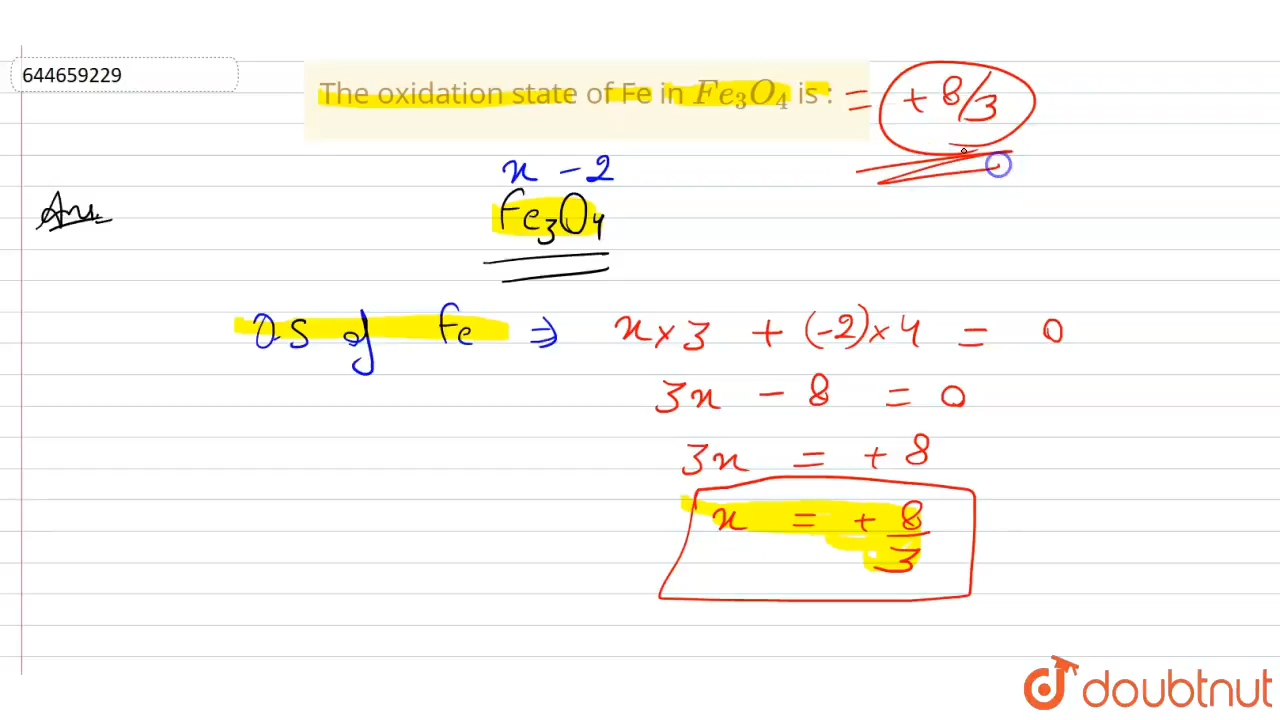 644659229
The oxidation state of Fe in Fe₃O₄ is : = +8/3
x -2
Ans Fe₃O₄
O.S of Fe ⇒ x×3 + (-2)×4 = 0
3x - 8 = 0
3x = +8
x = +8/3
doubtnut